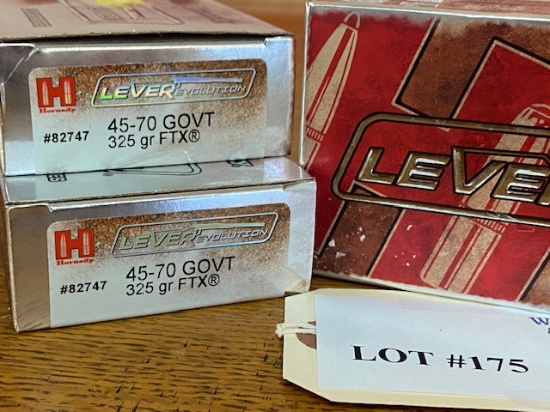 H
Hornady
LEVERevolution
45-70 GOVT
#82747
325 gr FTX®
H
Hornady
LEVERevolution
45-70 GOVT
#82747
325 gr FTX®
LEVER
W
LOT #175